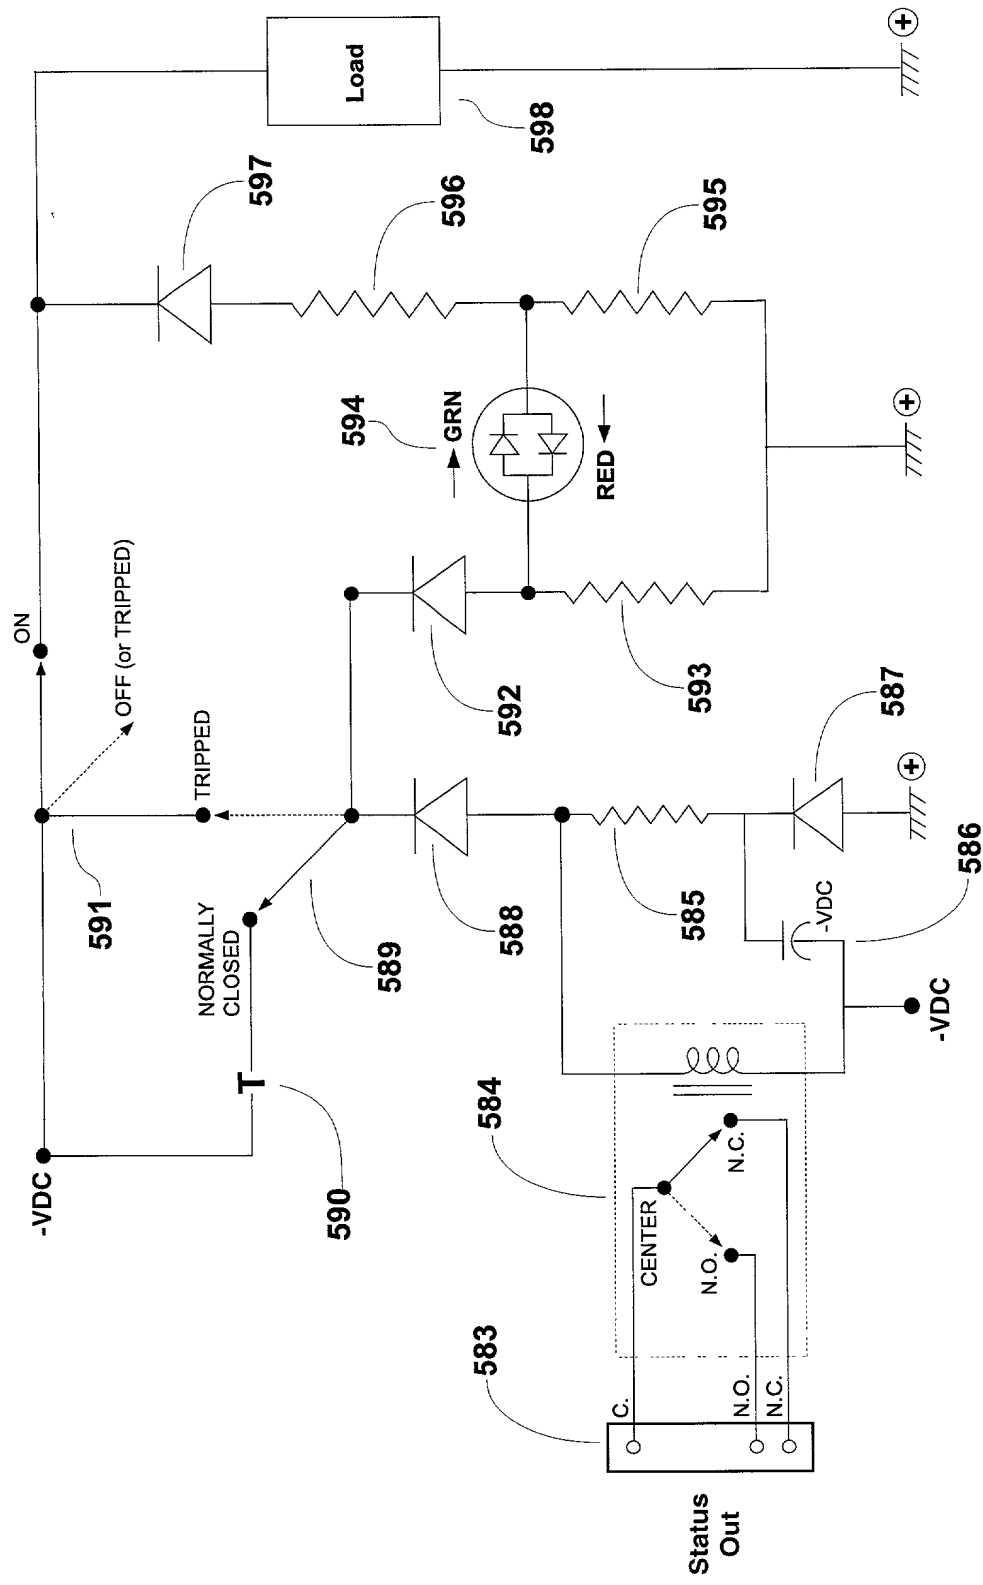 -VDC
591
ON
OFF (or TRIPPED)
TRIPPED
NORMALLY
CLOSED
589
590
597
Load
598
596
595
594
GRN
RED
592
593
588
587
585
586
-VDC
-VDC
584
CENTER
N.C.
N.O.
583
C.
N.O.
N.C.
Status
Out
+
+
+